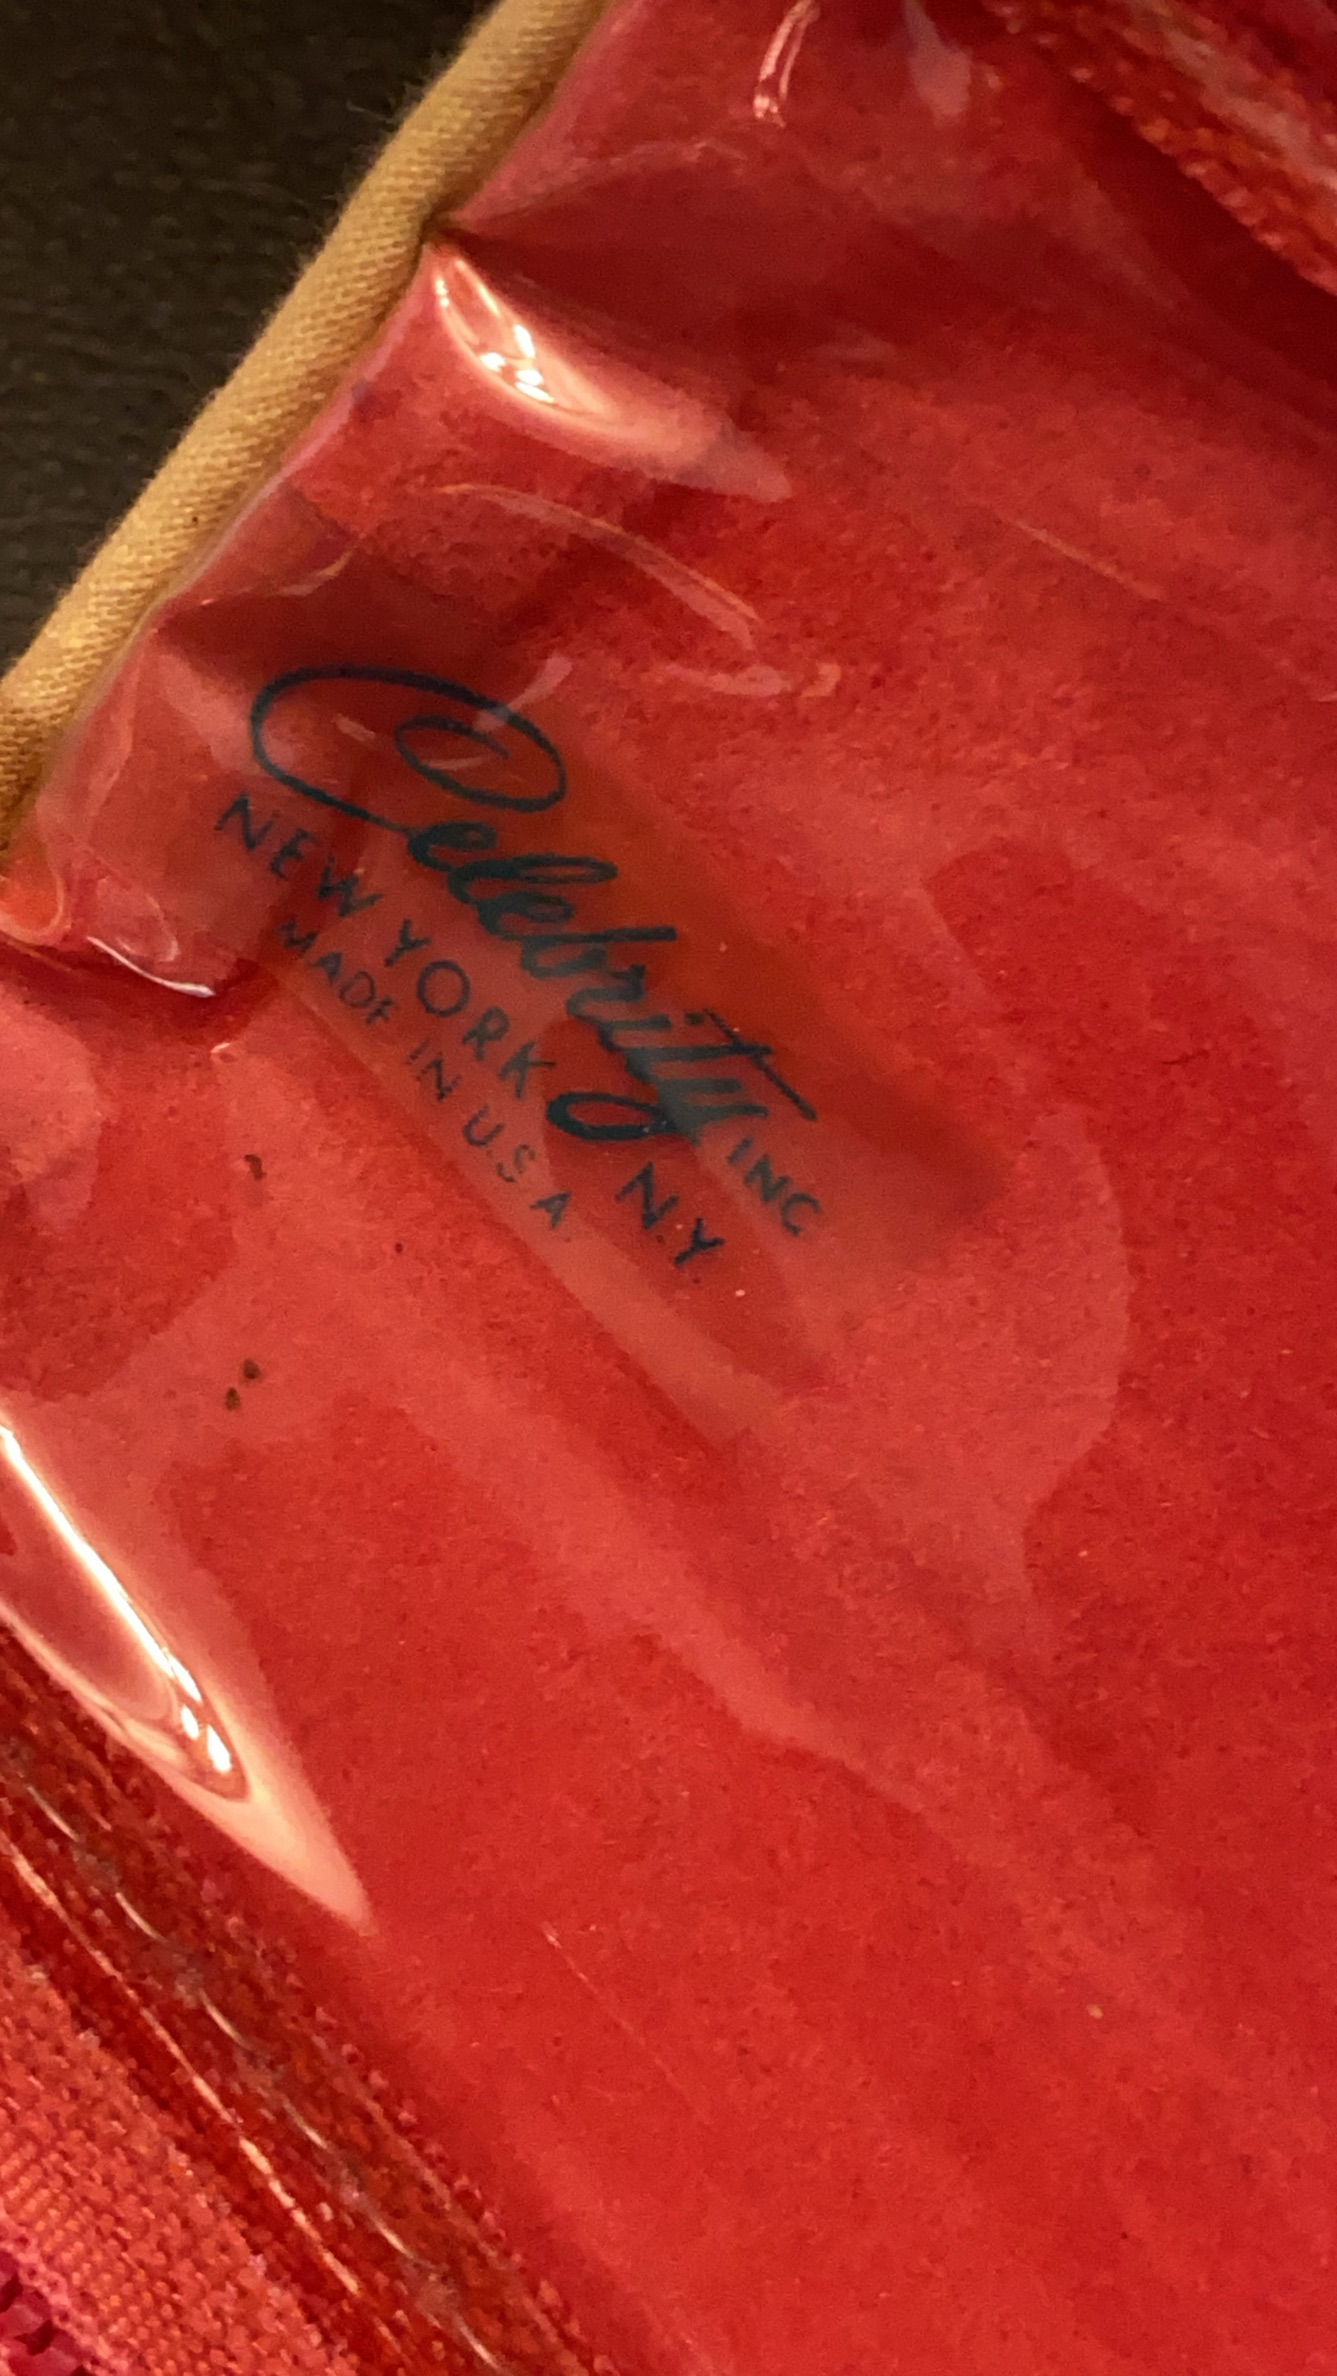 Celebrity INC
NEW YORK N.Y.
MADE IN U.S.A.